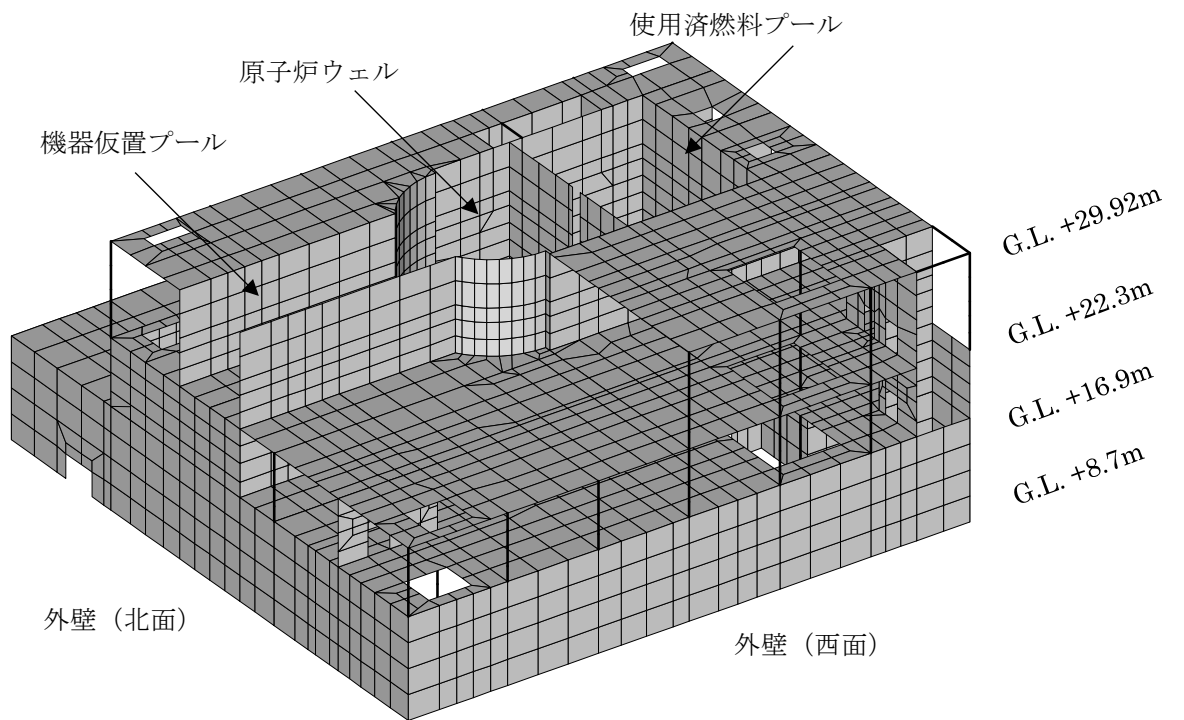 使用済燃料プール
原子炉ウェル
機器仮置プール
G.L. +29.92m
G.L. +22.3m
G.L. +16.9m
G.L. +8.7m
外壁（北面）
外壁（西面）